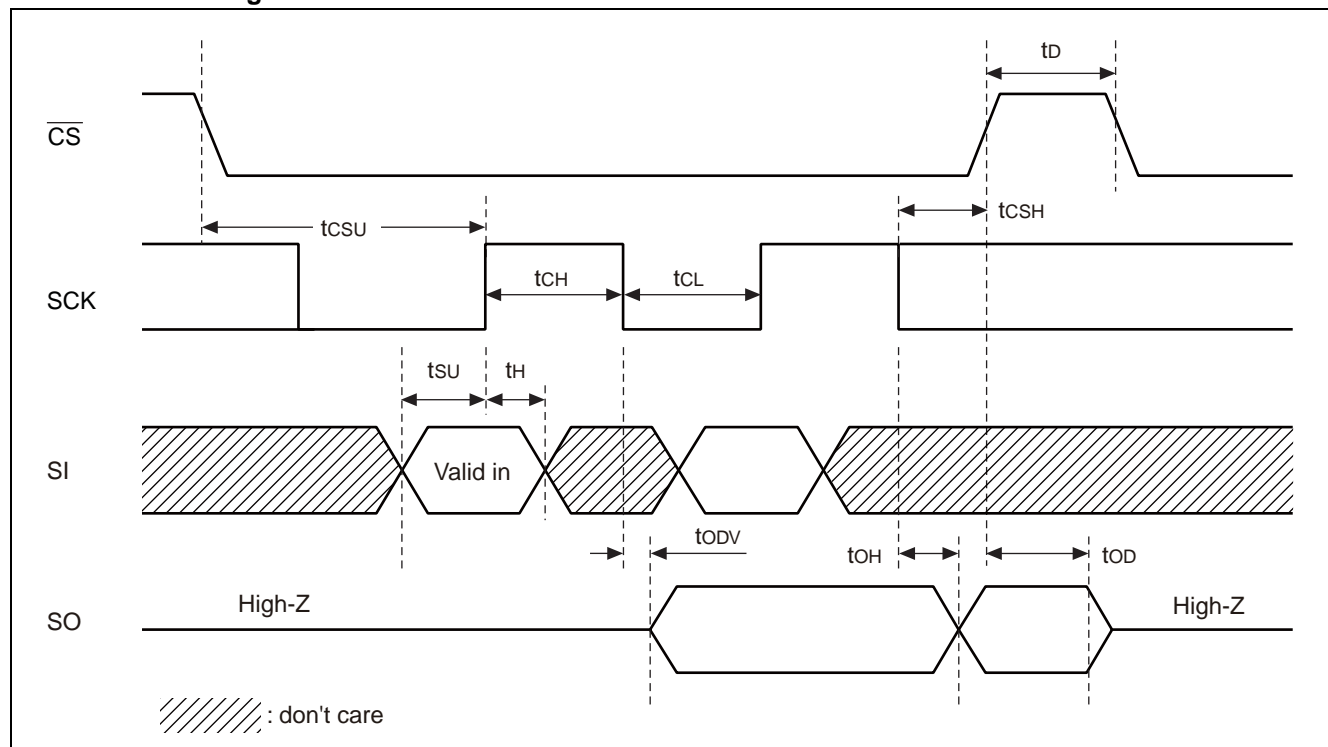 tD
CS
tCSU
tCSH
SCK
tCH
tCL
tSU
tH
SI
Valid in
tODV
tOH
tOD
SO
High-Z
High-Z
: don't care